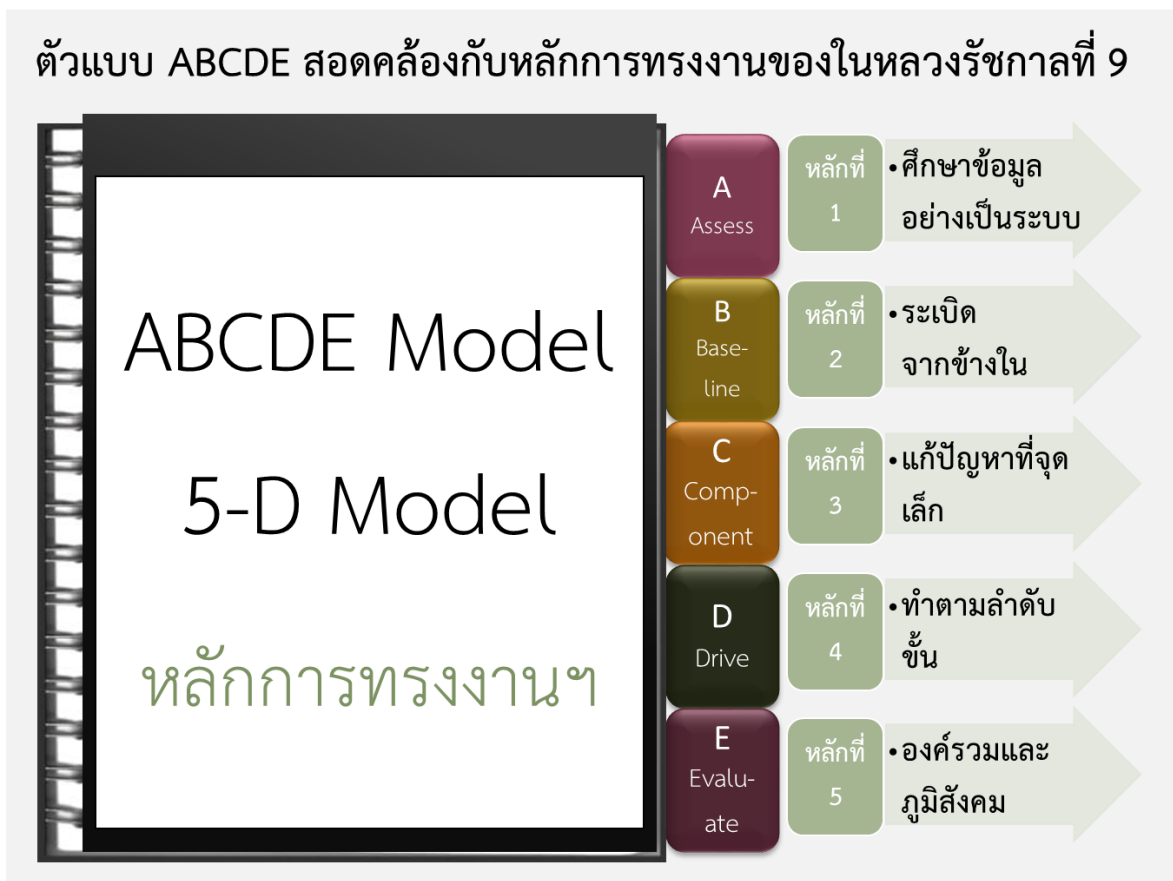 ตัวแบบ ABCDE สอดคล้องกับหลักการทรงงานของในหลวงรัชกาลที่ 9
ABCDE Model
5-D Model
หลักการทรงงานฯ
A
Assess
หลักที่
1
•ศึกษาข้อมูล
อย่างเป็นระบบ
B
Base-
line
หลักที่
2
•ระเบิด
จากข้างใน
C
Comp-
onent
หลักที่
3
•แก้ปัญหาที่จุด
เล็ก
D
Drive
หลักที่
4
•ทำตามลำดับ
ขั้น
E
Evalu-
ate
หลักที่
5
•องค์รวมและ
ภูมิสังคม